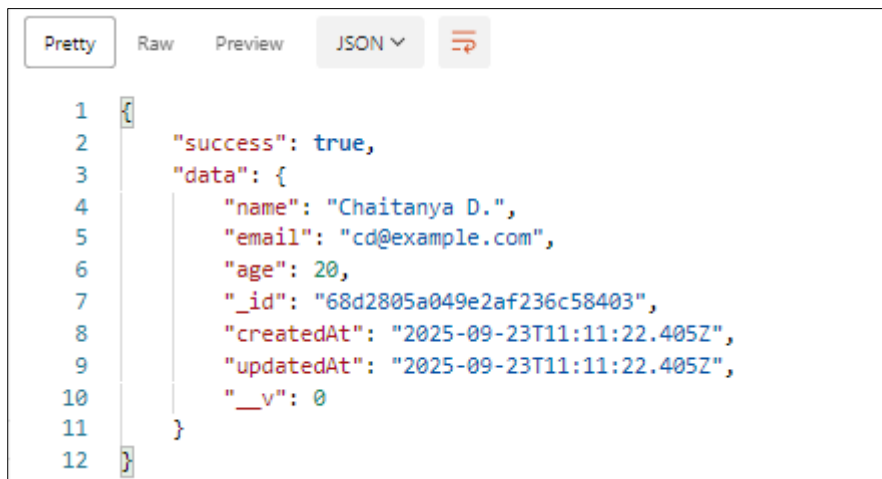 Pretty Raw Preview JSON
1 {
2 "success": true,
3 "data": {
4 "name": "Chaitanya D.",
5 "email": "cd@example.com",
6 "age": 20,
7 "_id": "68d2805a049e2af236c58403",
8 "createdAt": "2025-09-23T11:11:22.405Z",
9 "updatedAt": "2025-09-23T11:11:22.405Z",
10 "__v": 0
11 }
12 }